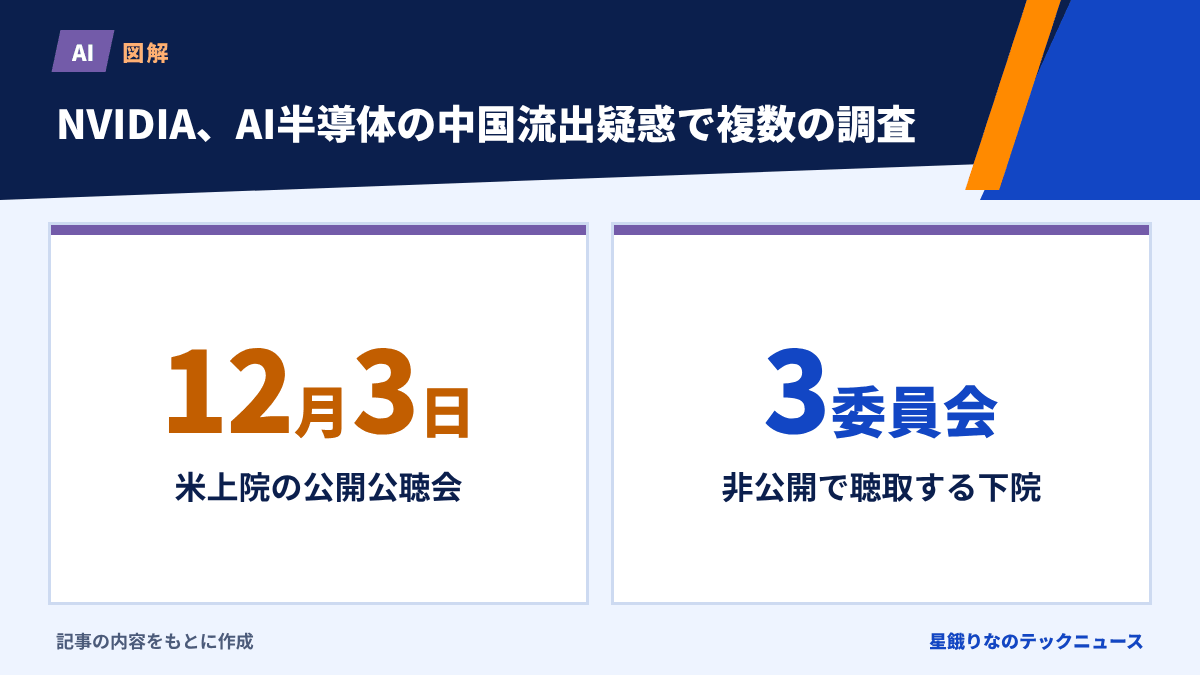 AI 図解
NVIDIA、AI半導体の中国流出疑惑で複数の調査
12月3日
米上院の公開公聴会
3委員会
非公開で聴取する下院
記事の内容をもとに作成
星餓りなのテックニュース